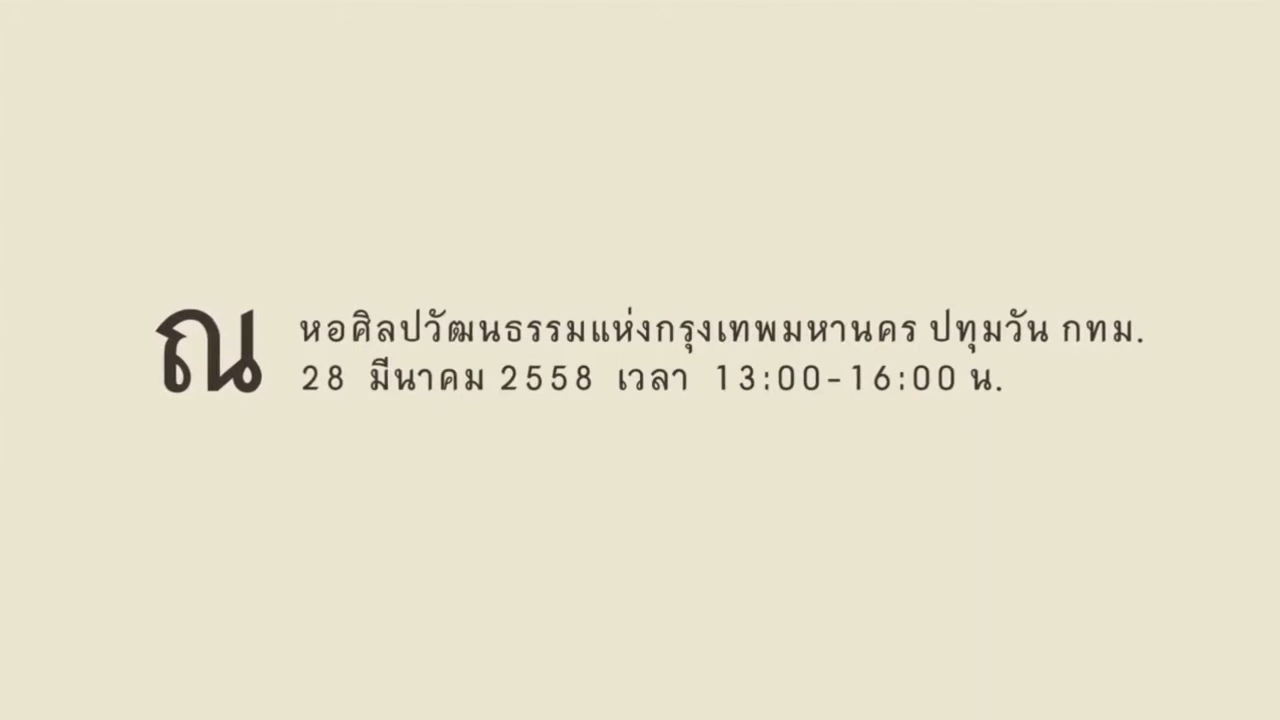 ณ
หอศิลปวัฒนธรรมแห่งกรุงเทพมหานคร ปทุมวัน กทม.
28 มีนาคม 2558 เวลา 13:00-16:00 น.